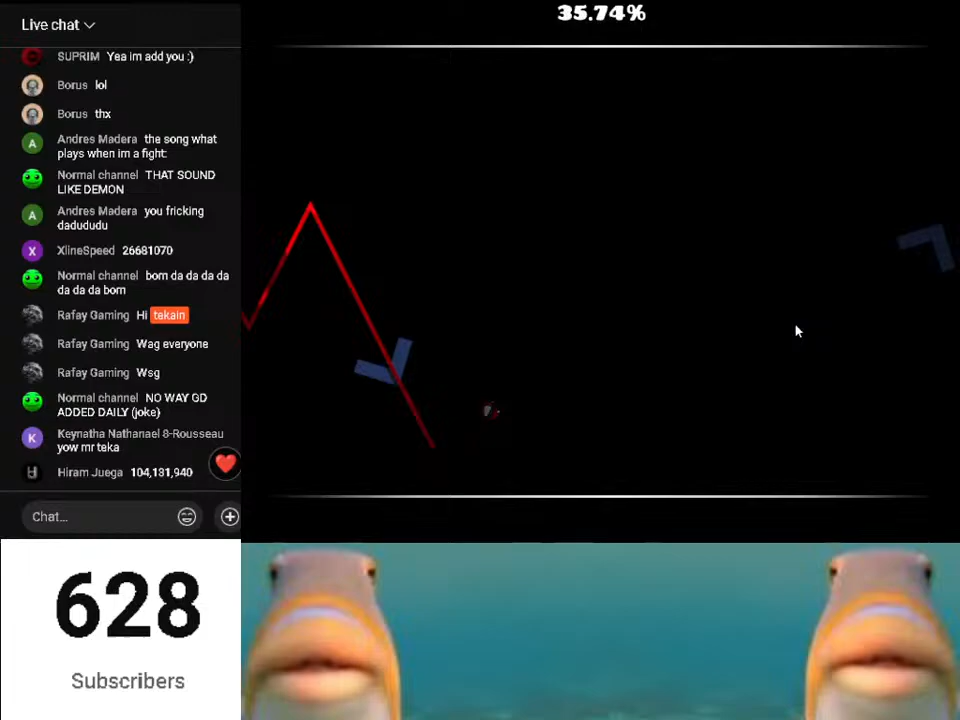 35.74%
Live chat
SUPRIM Yea im add you :)
Borus lol
Borus thx
Andres Madera the song what
plays when im a fight:
Normal channel THAT SOUND
LIKE DEMON
Andres Madera you fricking
dadududu
XlineSpeed 26681070
Normal channel bom da da da da
da da da bom
Rafay Gaming Hi tekain
Rafay Gaming Wag everyone
Rafay Gaming Wsg
Normal channel NO WAY GD
ADDED DAILY (joke)
Keynatha Nathanael 8-Rousseau
yow mr teka
Hiram Juega 104,131,940
Chat...
628
Subscribers